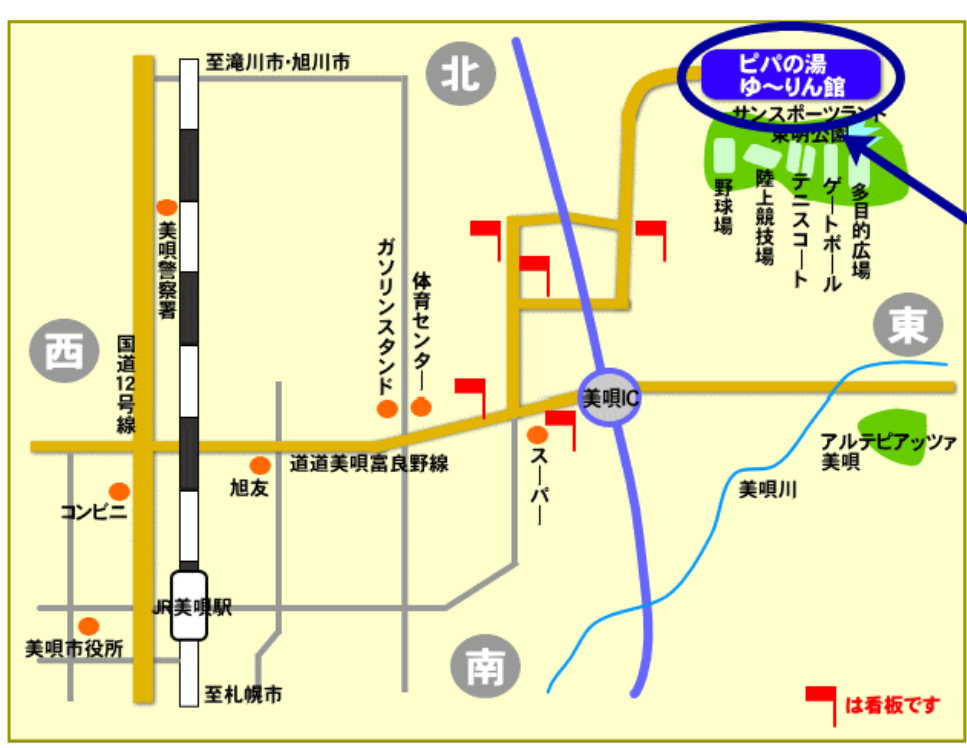 至滝川市・旭川市
北
ピパの湯
ゆ～りん館
サンスポーツランド
東明公園
野球場
陸上競技場
テニスコート
ゲートボール
多目的広場
美唄警察署
ガソリンスタンド
体育センター
西
東
国道12号線
美唄IC
アルテピアッツァ
美唄
道道美唄富良野線
旭友
スーパー
美唄川
コンビニ
JR美唄駅
美唄市役所
南
至札幌市
は看板です